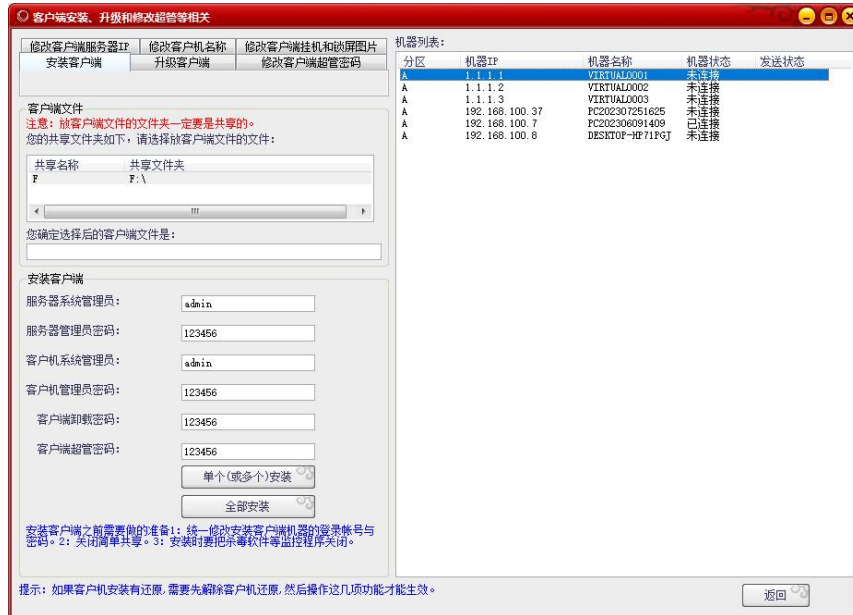 客户端安装、升级和修改超管等相关
修改客户端服务器IP 修改客户机名称 修改客户端挂机和锁屏图片
安装客户端 升级客户端 修改客户端超管密码
客户端文件
注意：放客户端文件的文件夹一定要是共享的。
您的共享文件夹如下，请选择放客户端文件的文件：
共享名称 共享文件夹
F F:\
您确定选择后的客户端文件是：
安装客户端
服务器系统管理员： admin
服务器管理员密码： 123456
客户机系统管理员： admin
客户机管理员密码： 123456
客户端卸载密码： 123456
客户端超管密码： 123456
单个(或多个)安装
全部安装
安装客户端之前需要做的准备1：统一修改安装客户端机器的登录帐号与
密码。2：关闭简单共享。3：安装时要把杀毒软件等监控程序关闭。
机器列表：
分区 机器IP 机器名称 机器状态 发送状态
A 1.1.1.1 VIRTUAL0001 未连接
A 1.1.1.2 VIRTUAL0002 未连接
A 1.1.1.3 VIRTUAL0003 未连接
A 192.168.100.37 PC202307251625 未连接
A 192.168.100.7 PC202306091409 已连接
A 192.168.100.8 DESKTOP-HP71PGJ 未连接
提示：如果客户机安装有还原,需要先解除客户机还原,然后操作这几项功能才能生效。
返回